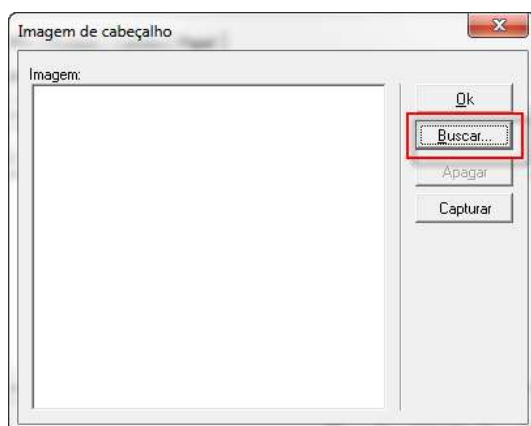 Imagem de cabeçalho
Imagem:
Ok
Buscar...
Apagar
Capturar